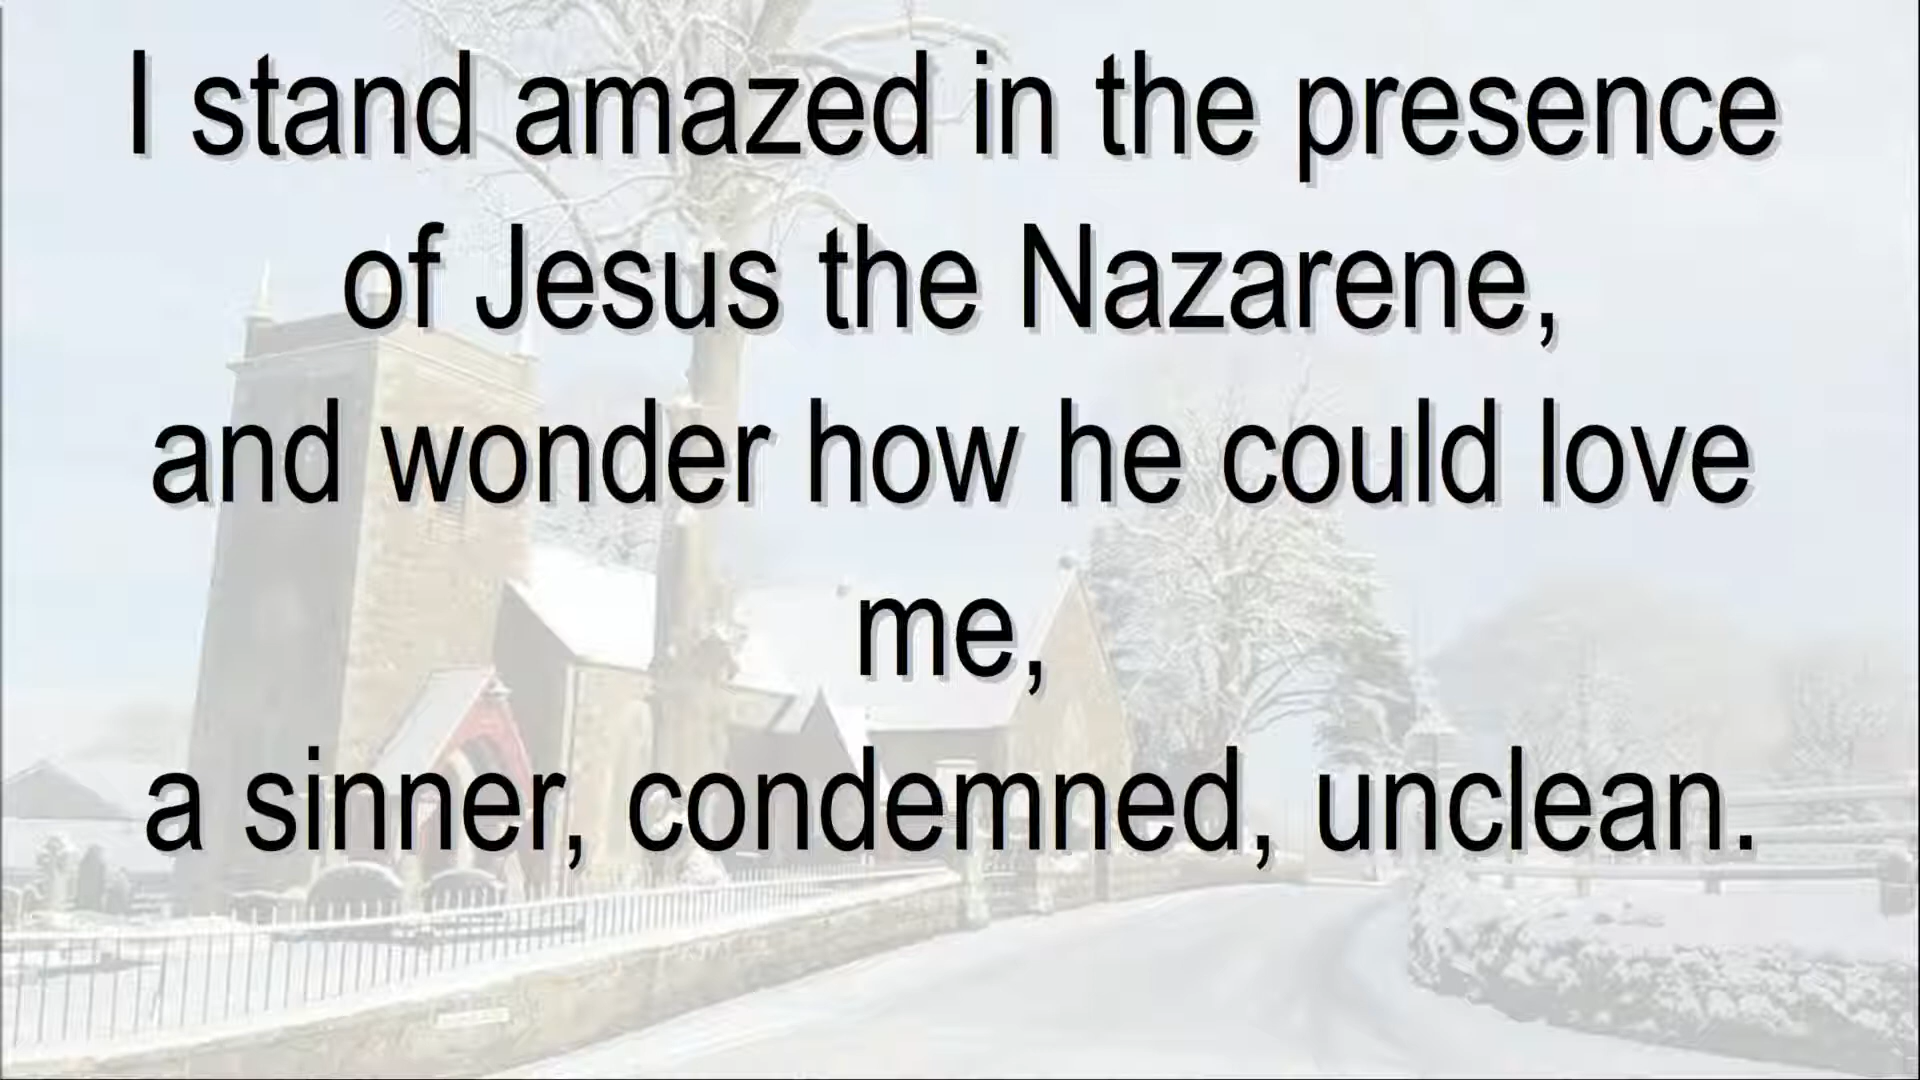 I stand amazed in the presence
of Jesus the Nazarene,
and wonder how he could love
me,
a sinner, condemned, unclean.